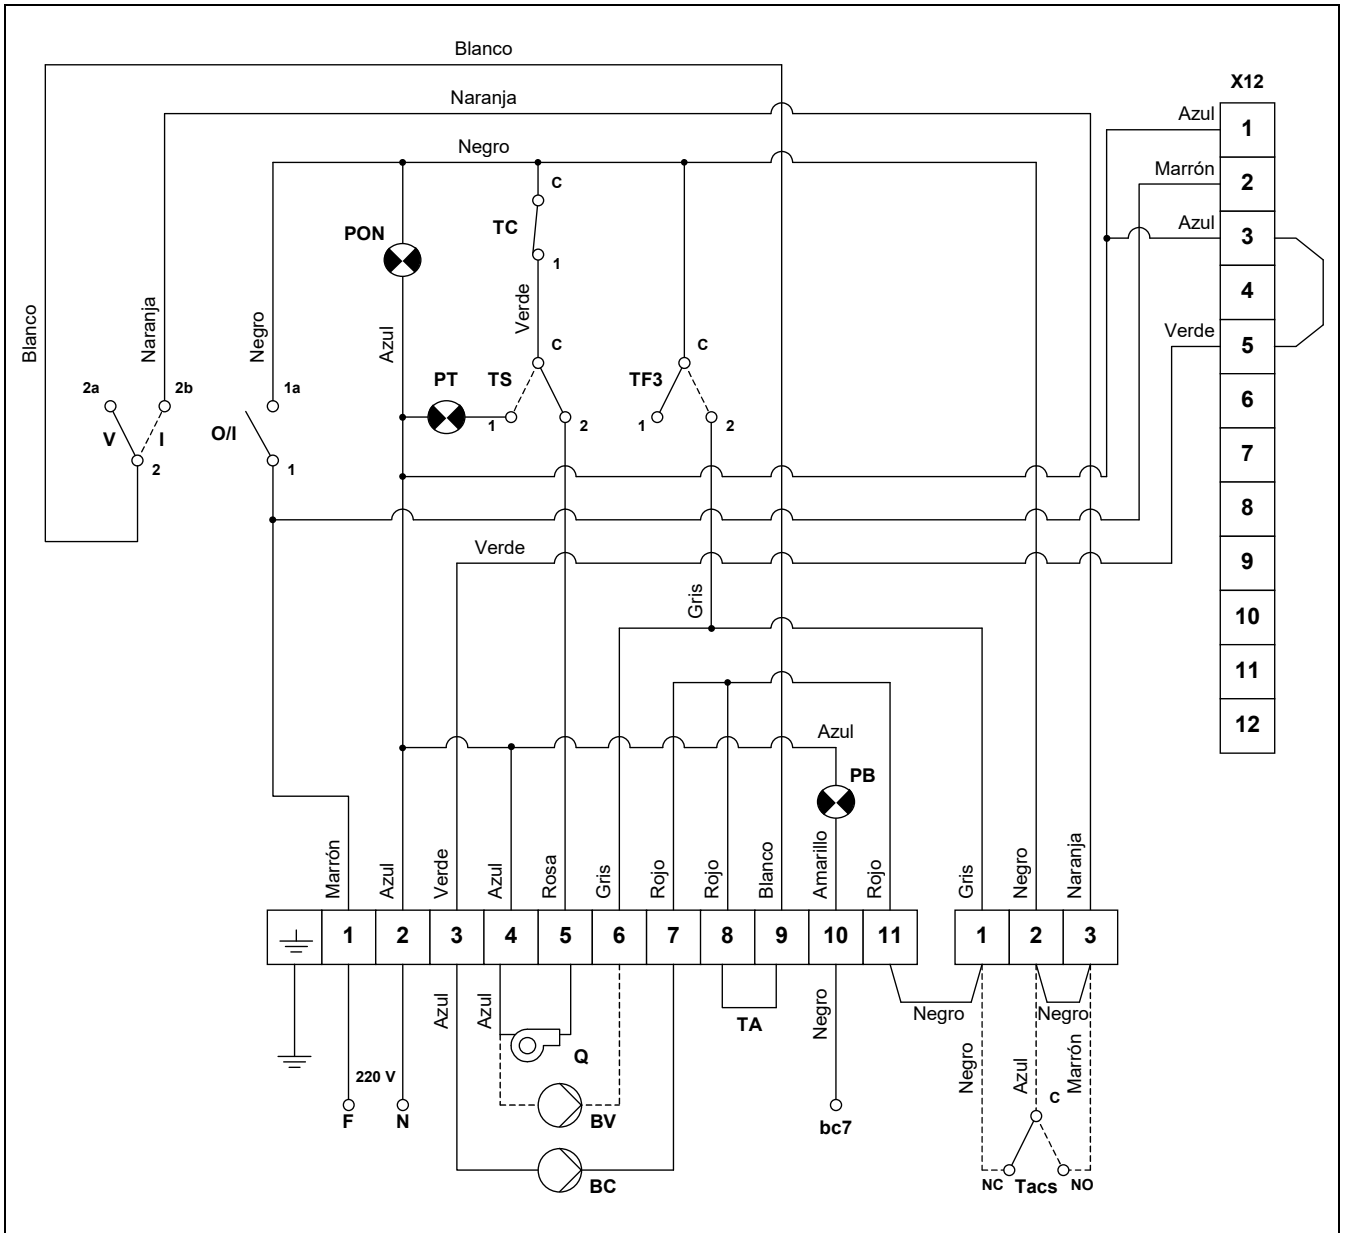 Blanco
Naranja
Negro
X12
Azul
1
Marrón
2
Azul
3
4
Verde
5
6
7
8
9
10
11
12
C
TC
1
PON
Blanco
Naranja
Negro
Azul
Verde
2a
2b
V
I
2
1a
O/I
1
PT
TS
C
1
2
TF3
C
1
2
Verde
Gris
Azul
PB
Marrón
Azul
Verde
Azul
Rosa
Gris
Rojo
Rojo
Blanco
Amarillo
Rojo
Gris
Negro
Naranja
1
2
3
4
5
6
7
8
9
10
11
1
2
3
Azul
Azul
Negro
Negro
Negro
TA
Q
220 V
F
N
BV
BC
bc7
Negro
Azul
Marrón
C
NC
Tacs
NO